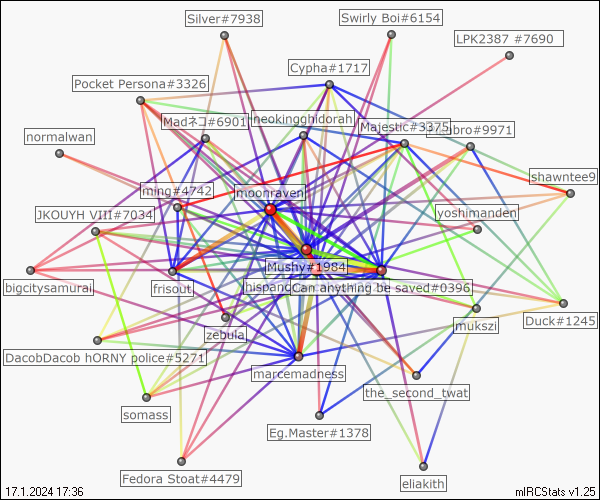 Silver#7938
Swirly Boi#6154
LPK2387 #7690
Cypha#1717
Pocket Persona#3326
Madネコ#6901
neokingghidorah
Majestic#3375
#9971
normalwan
shawntee9
ming#4742
moonraven
JKOUYH VIII#7034
yoshimanden
Mushy#1984
bigcitysamurai
frisout
Can anything be saved#0396
zebula
mukszi
Duck#1245
DacobDacob hORNY police#5271
marcemadness
the_second_twat
somass
Eg.Master#1378
Fedora Stoat#4479
eliakith
17.1.2024 17:36
mIRCStats v1.25